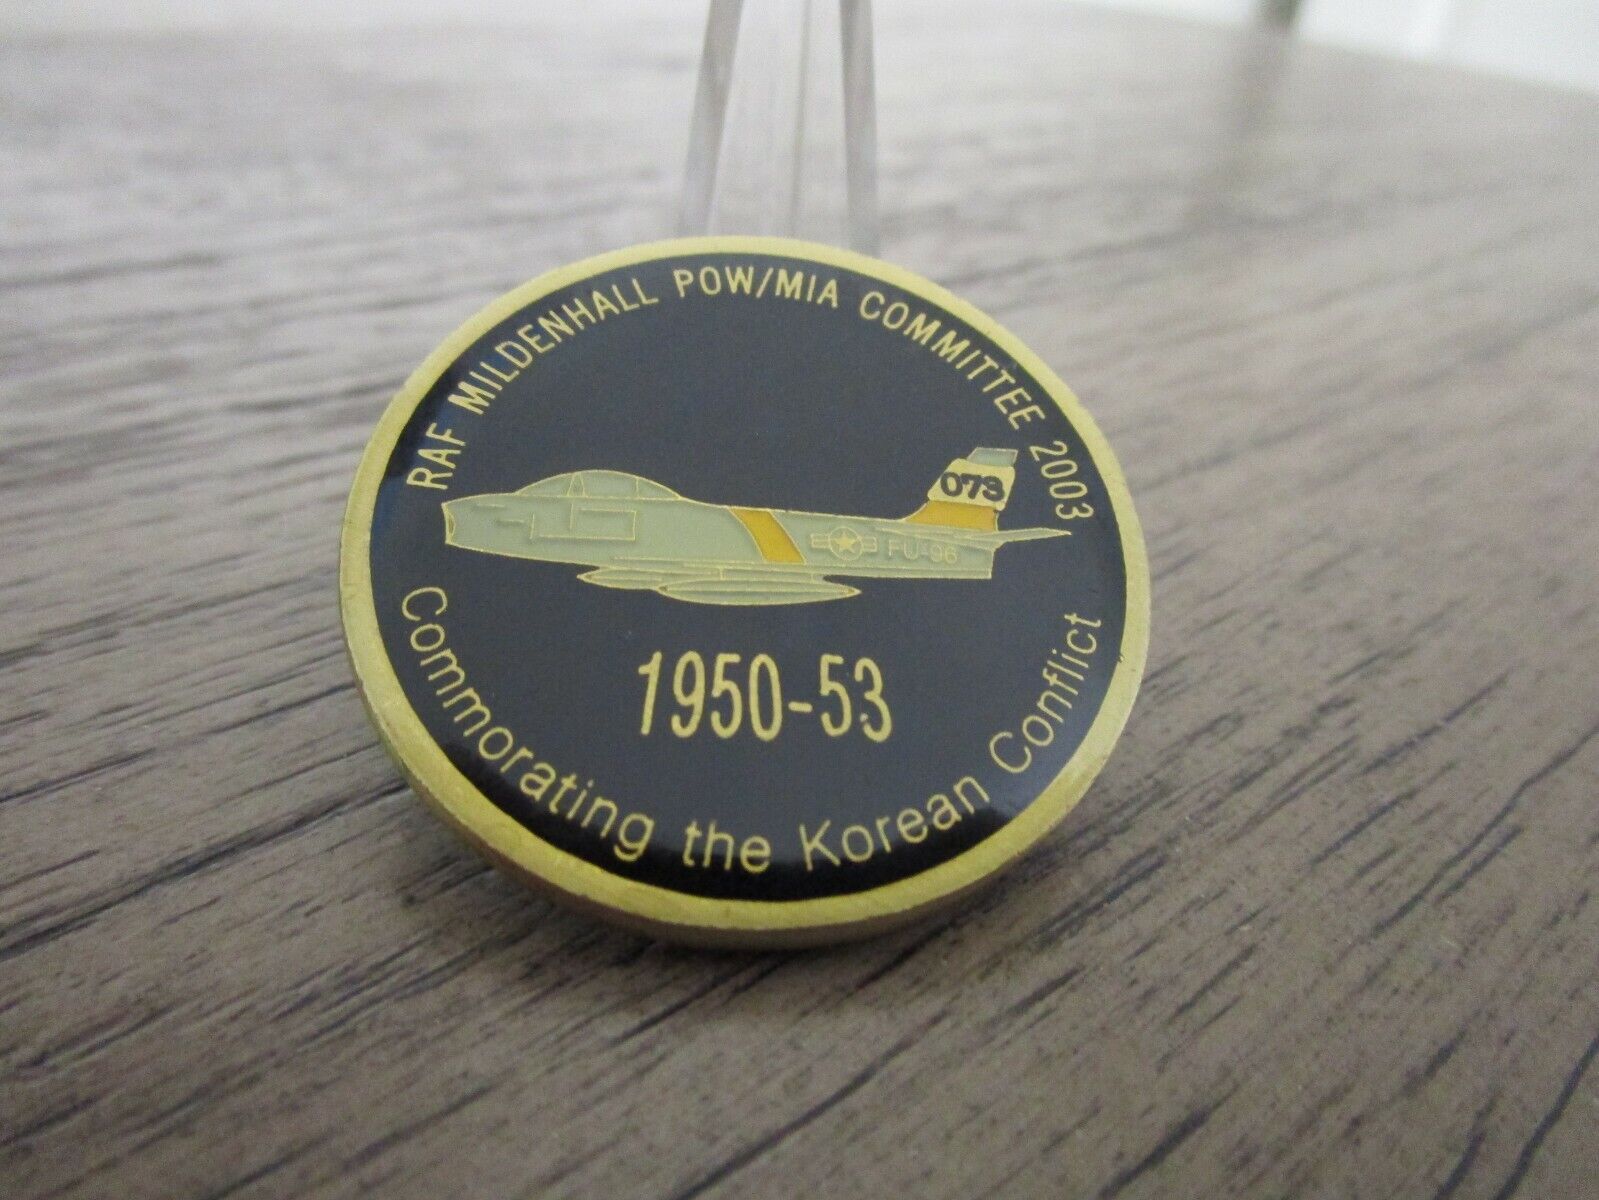 RAF MILDENHALL POW/MIA COMMITTEE 2003
073
FU-96
1950-53
Commorating the Korean Conflict